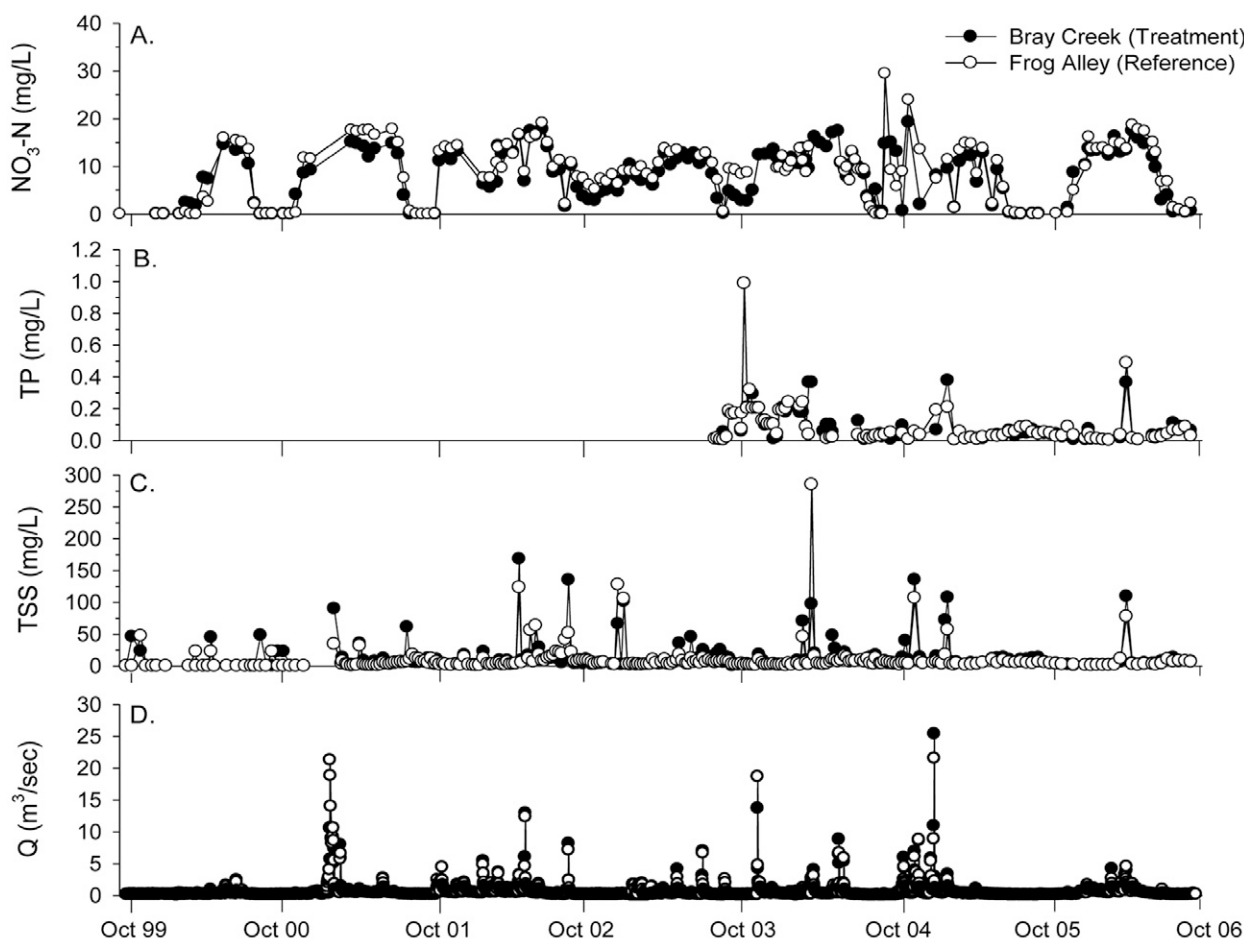 A.
Bray Creek (Treatment)
Frog Alley (Reference)
NO3-N (mg/L)
40
30
20
10
0
B.
TP (mg/L)
1.2
1.0
0.8
0.6
0.4
0.2
0.0
C.
TSS (mg/L)
300
250
200
150
100
50
0
D.
Q (m3/sec)
30
25
20
15
10
5
0
Oct 99 Oct 00 Oct 01 Oct 02 Oct 03 Oct 04 Oct 05 Oct 06